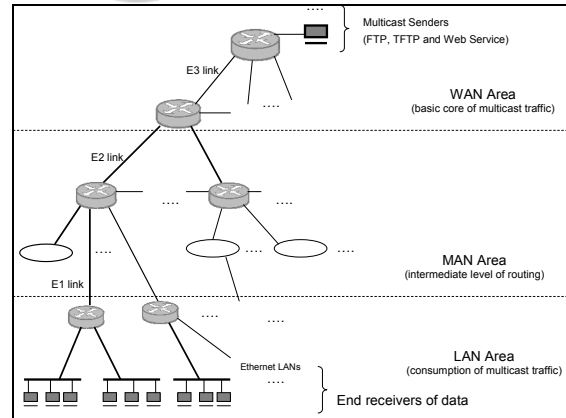 ....
Multicast Senders
(FTP, TFTP and Web Service)
E3 link
....
....
WAN Area
(basic core of multicast traffic)
E2 link
....
....
....
....
....
MAN Area
(intermediate level of routing)
E1 link
....
....
....
LAN Area
(consumption of multicast traffic)
Ethernet LANs
....
End receivers of data